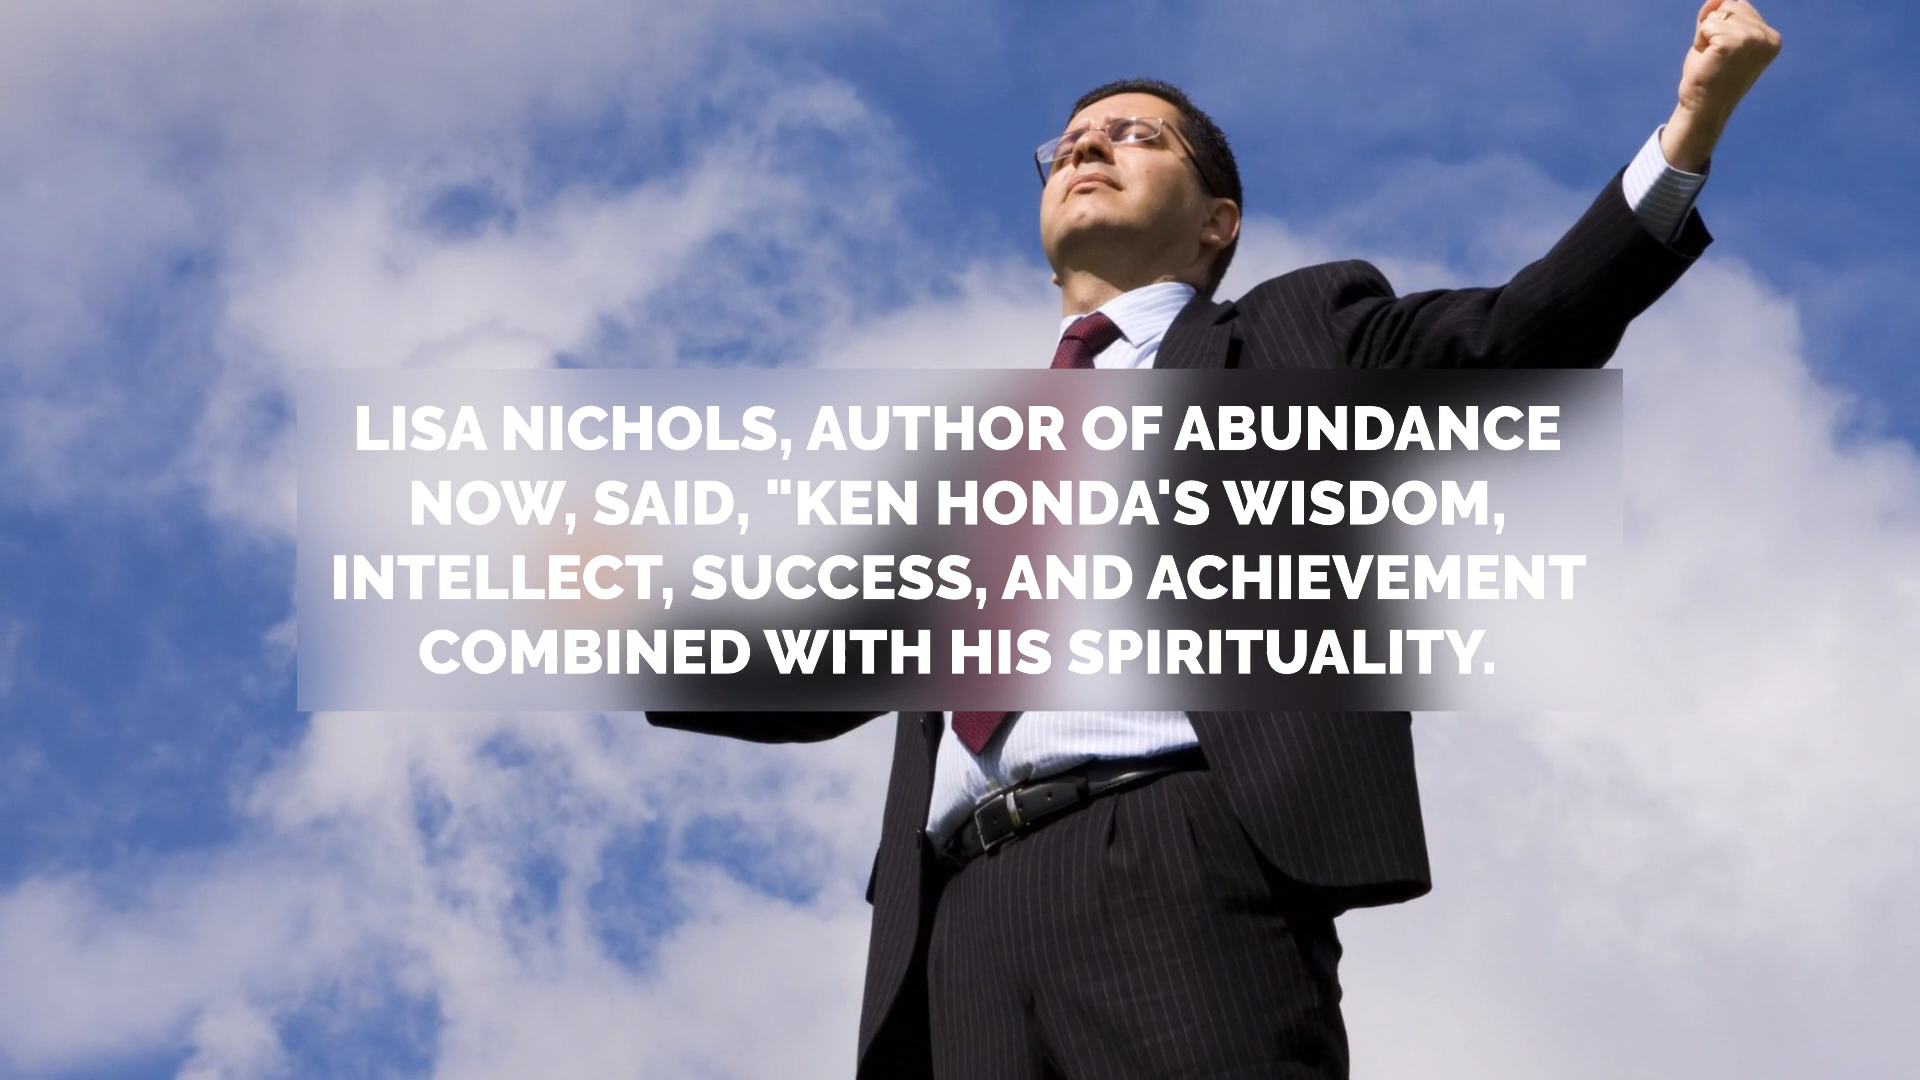 LISA NICHOLS, AUTHOR OF ABUNDANCE
NOW, SAID, "KEN HONDA'S WISDOM,
INTELLECT, SUCCESS, AND ACHIEVEMENT
COMBINED WITH HIS SPIRITUALITY.